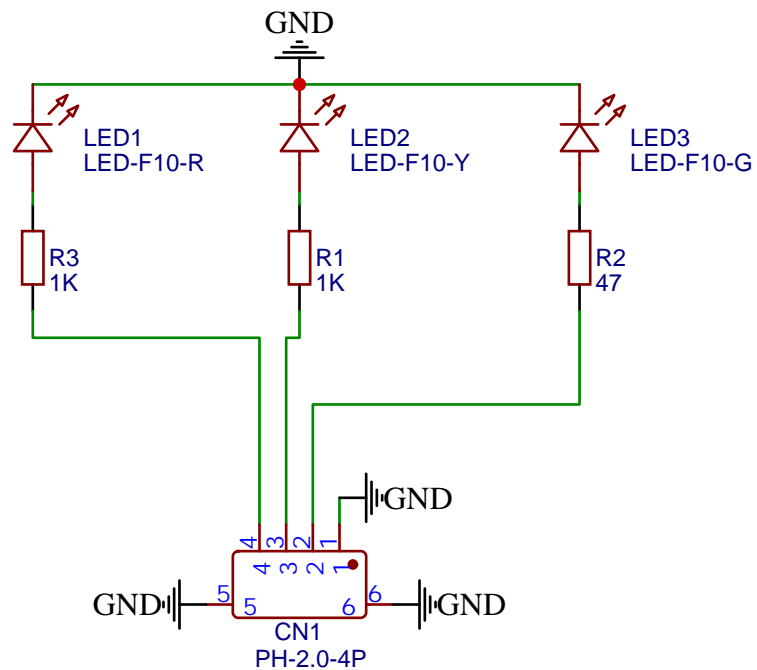 GND
LED1
LED-F10-R
LED2
LED-F10-Y
LED3
LED-F10-G
R3
1K
R1
1K
R2
47
GND
4
3
2
1
4
3
2
1
GND
5
5
6
6
GND
CN1
PH-2.0-4P